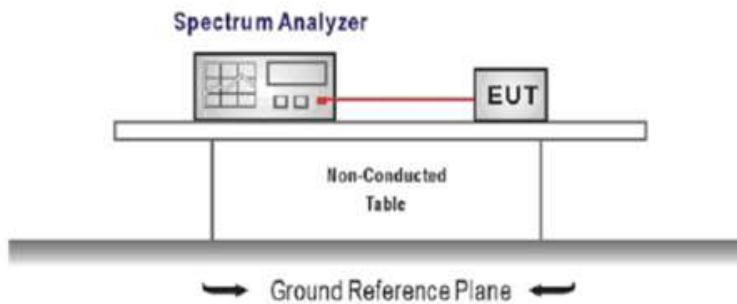 Spectrum Analyzer
EUT
Non-Conducted
Table
Ground Reference Plane